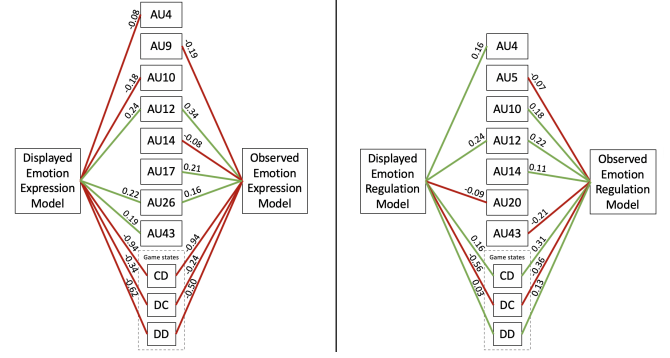 AU4
AU9
AU10
AU12
AU14
AU17
AU26
AU43
-0.08
-0.19
-0.18
0.24
0.34
-0.08
0.21
0.22
0.16
0.19
-0.94
-0.34
-0.62
-0.94
-0.24
-0.50
Displayed
Emotion
Expression
Model
Observed
Emotion
Expression
Model
Game states
CD
DC
DD
AU4
AU5
AU10
AU12
AU14
AU20
AU43
0.16
-0.07
0.18
0.24
0.22
0.11
-0.09
-0.21
0.16
-0.56
0.03
0.31
-0.36
0.13
Displayed
Emotion
Regulation
Model
Observed
Emotion
Regulation
Model
Game states
CD
DC
DD